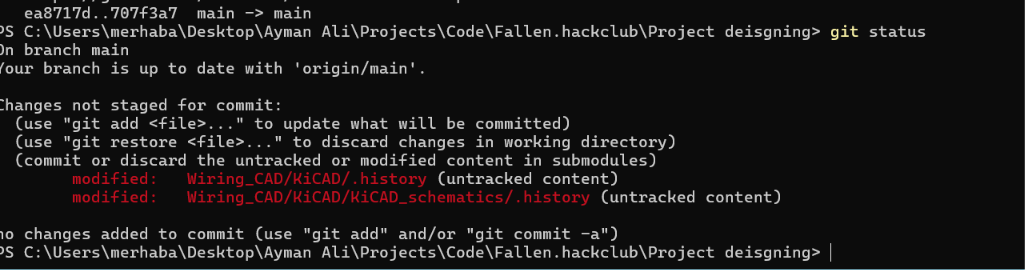 ea8717d..707f3a7  main -> main
PS C:\Users\merhaba\Desktop\Ayman Ali\Projects\Code\Fallen.hackclub\Project deisgning> git status
On branch main
Your branch is up to date with 'origin/main'.
Changes not staged for commit:
  (use "git add <file>..." to update what will be committed)
  (use "git restore <file>..." to discard changes in working directory)
  (commit or discard the untracked or modified content in submodules)
        modified:   Wiring_CAD/KiCAD/.history (untracked content)
        modified:   Wiring_CAD/KiCAD/KiCAD_schematics/.history (untracked content)
no changes added to commit (use "git add" and/or "git commit -a")
PS C:\Users\merhaba\Desktop\Ayman Ali\Projects\Code\Fallen.hackclub\Project deisgning>